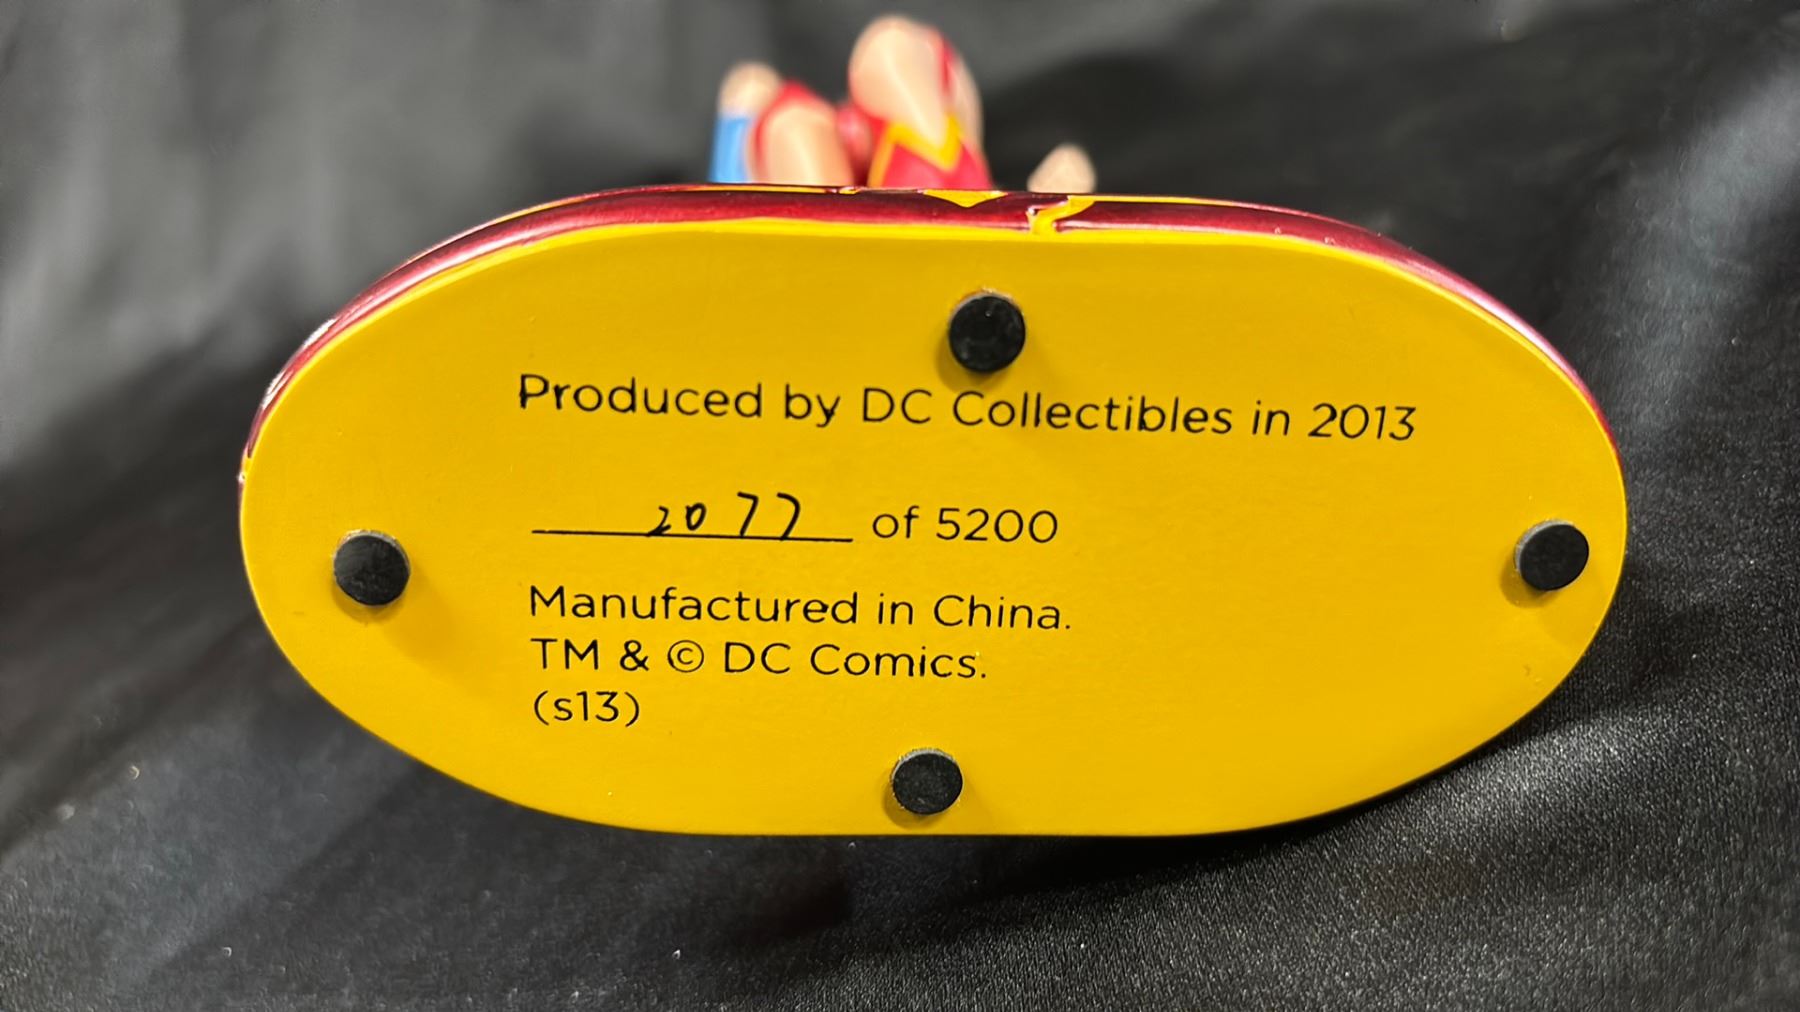 Produced by DC Collectibles in 2013
2077 of 5200
Manufactured in China.
TM & © DC Comics.
(s13)